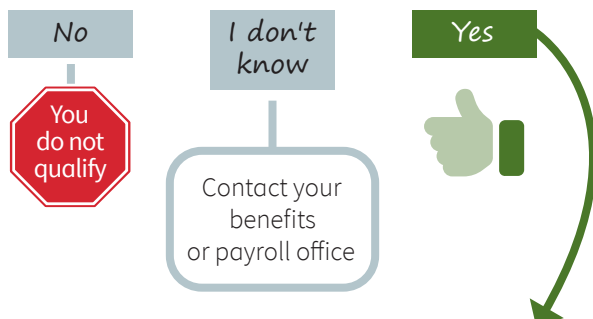 No
You
do not
qualify
I don't
know
Contact your
benefits
or payroll office
Yes